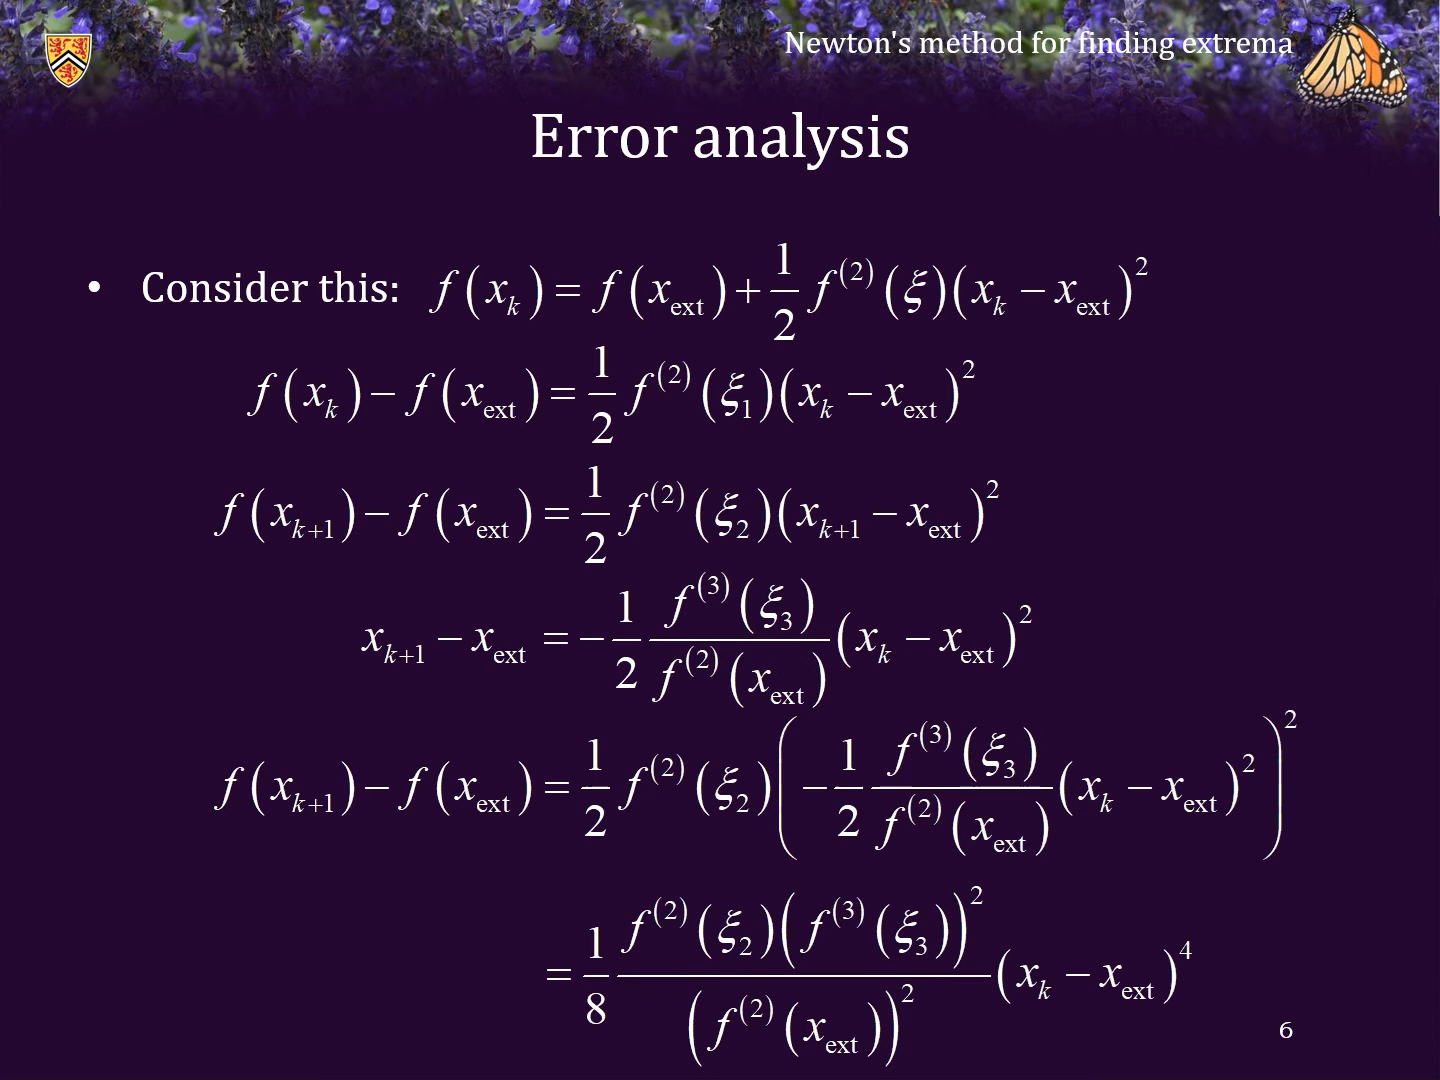 Newton's method for finding extrema
Error analysis
• Consider this: f(x_k) = f(x_ext) + 1/2 f^(2)(ξ)(x_k − x_ext)^2
f(x_k) − f(x_ext) = 1/2 f^(2)(ξ_1)(x_k − x_ext)^2
f(x_{k+1}) − f(x_ext) = 1/2 f^(2)(ξ_2)(x_{k+1} − x_ext)^2
x_{k+1} − x_ext = − 1/2 f^(3)(ξ_3) / f^(2)(x_ext) (x_k − x_ext)^2
f(x_{k+1}) − f(x_ext) = 1/2 f^(2)(ξ_2) ( − 1/2 f^(3)(ξ_3) / f^(2)(x_ext) (x_k − x_ext)^2 )^2
= 1/8 f^(2)(ξ_2)(f^(3)(ξ_3))^2 / (f^(2)(x_ext))^2 (x_k − x_ext)^4
6